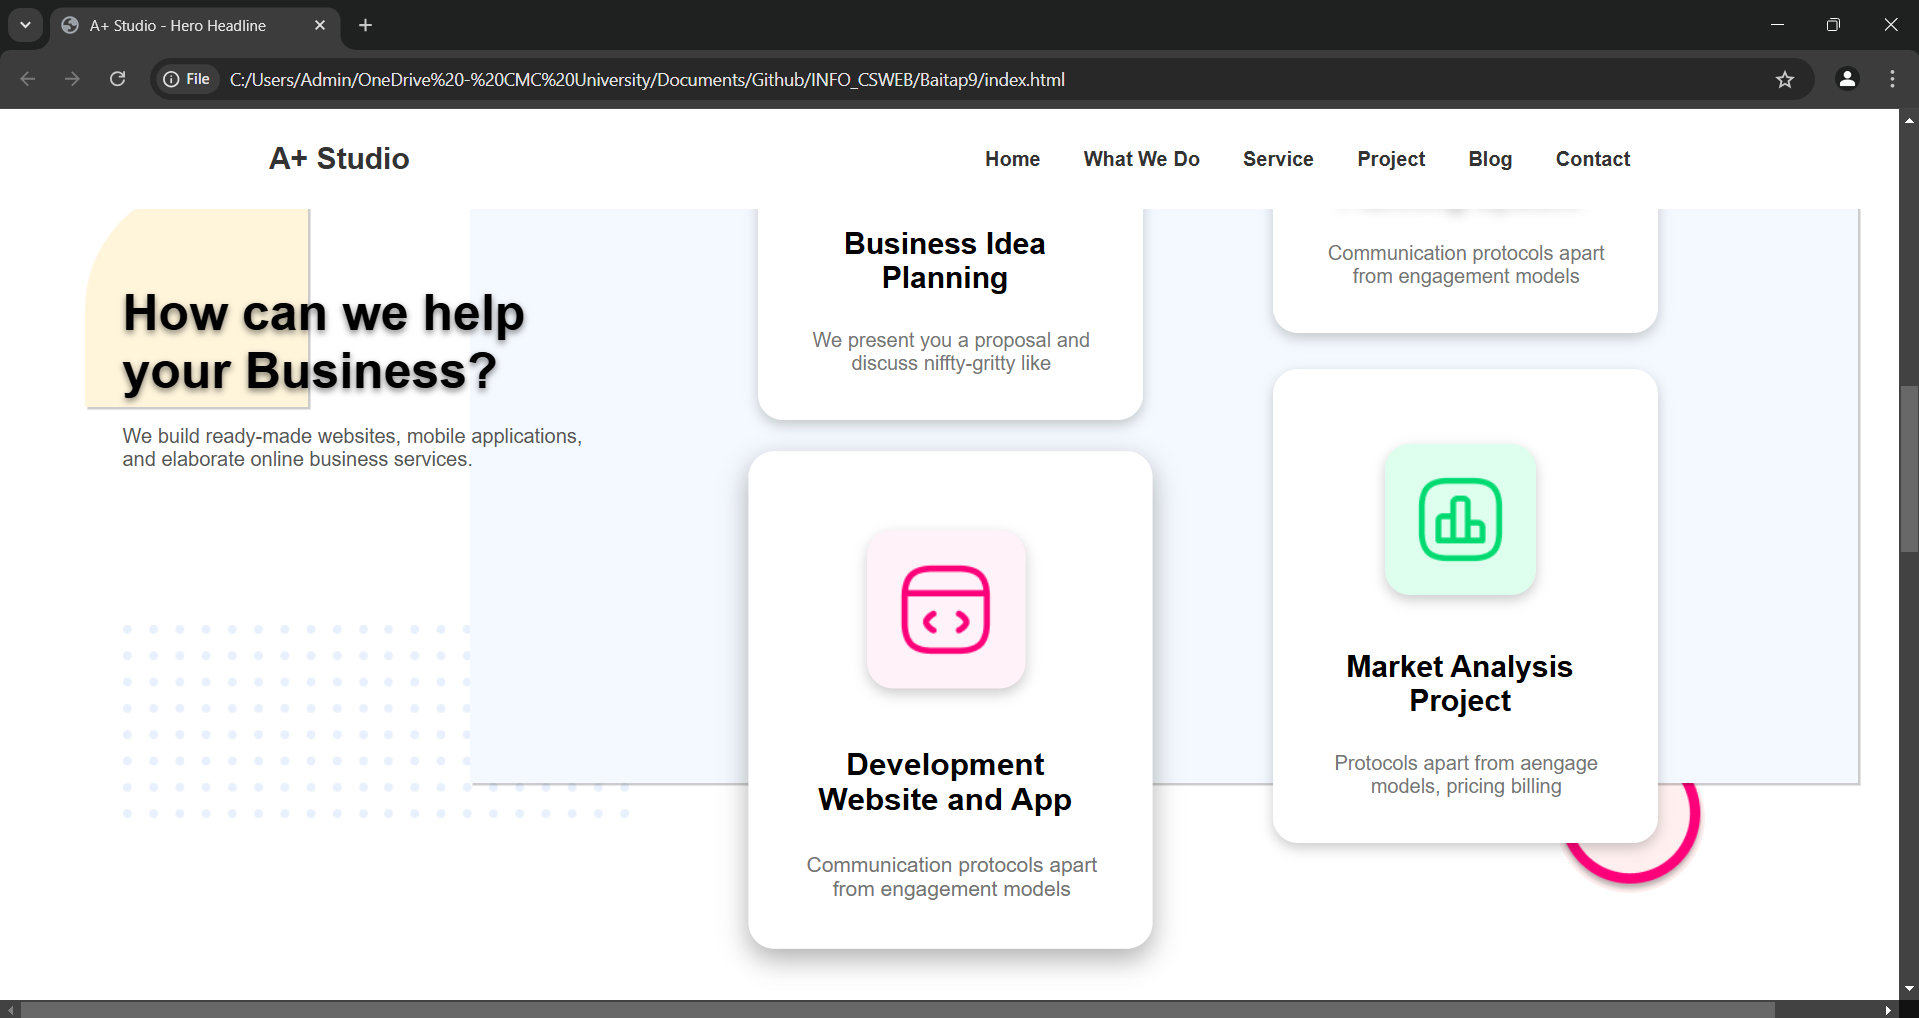 A+ Studio - Hero Headline
File
C:/Users/Admin/OneDrive%20-%20CMC%20University/Documents/Github/INFO_CSWEB/Baitap9/index.html
A+ Studio
Home
What We Do
Service
Project
Blog
Contact
How can we help
your Business?
We build ready-made websites, mobile applications,
and elaborate online business services.
Business Idea
Planning
We present you a proposal and
discuss niffty-gritty like
Communication protocols apart
from engagement models
Development
Website and App
Communication protocols apart
from engagement models
Market Analysis
Project
Protocols apart from aengage
models, pricing billing